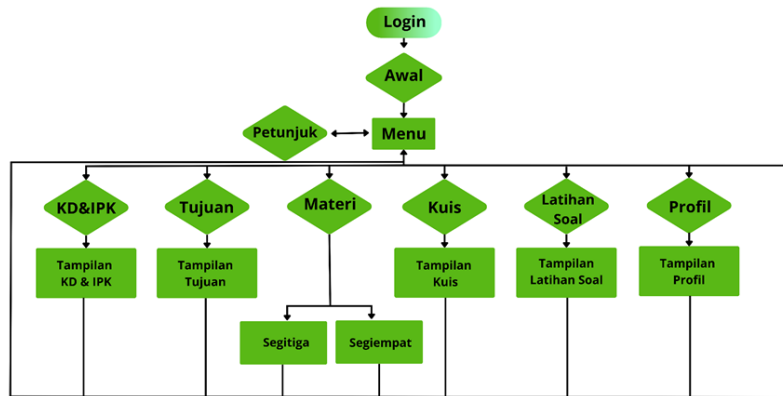 Login
Awal
Petunjuk
Menu
KD&IPK
Tujuan
Materi
Kuis
Latihan
Soal
Profil
Tampilan
KD & IPK
Tampilan
Tujuan
Tampilan
Kuis
Tampilan
Latihan Soal
Tampilan
Profil
Segitiga
Segiempat